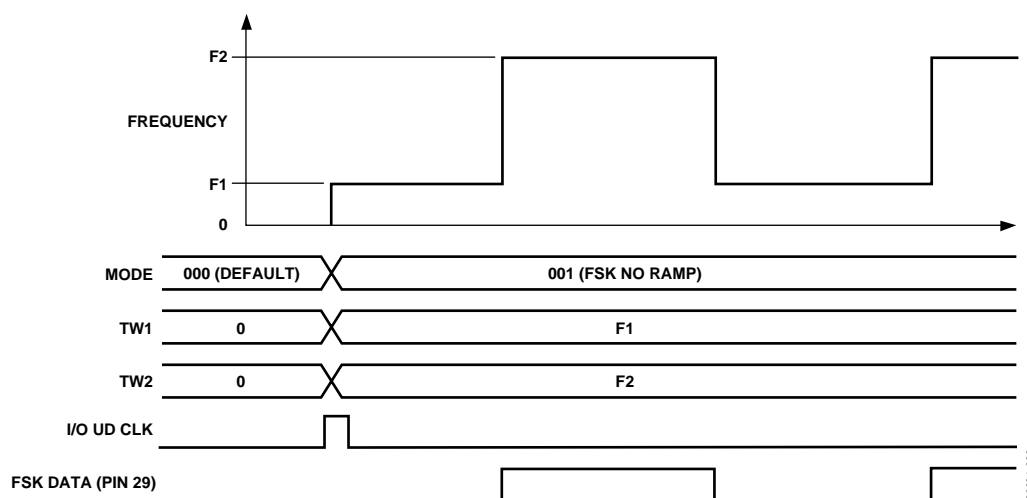 F2
FREQUENCY
F1
0
MODE 000 (DEFAULT) 001 (FSK NO RAMP)
TW1 0 F1
TW2 0 F2
I/O UD CLK
FSK DATA (PIN 29)